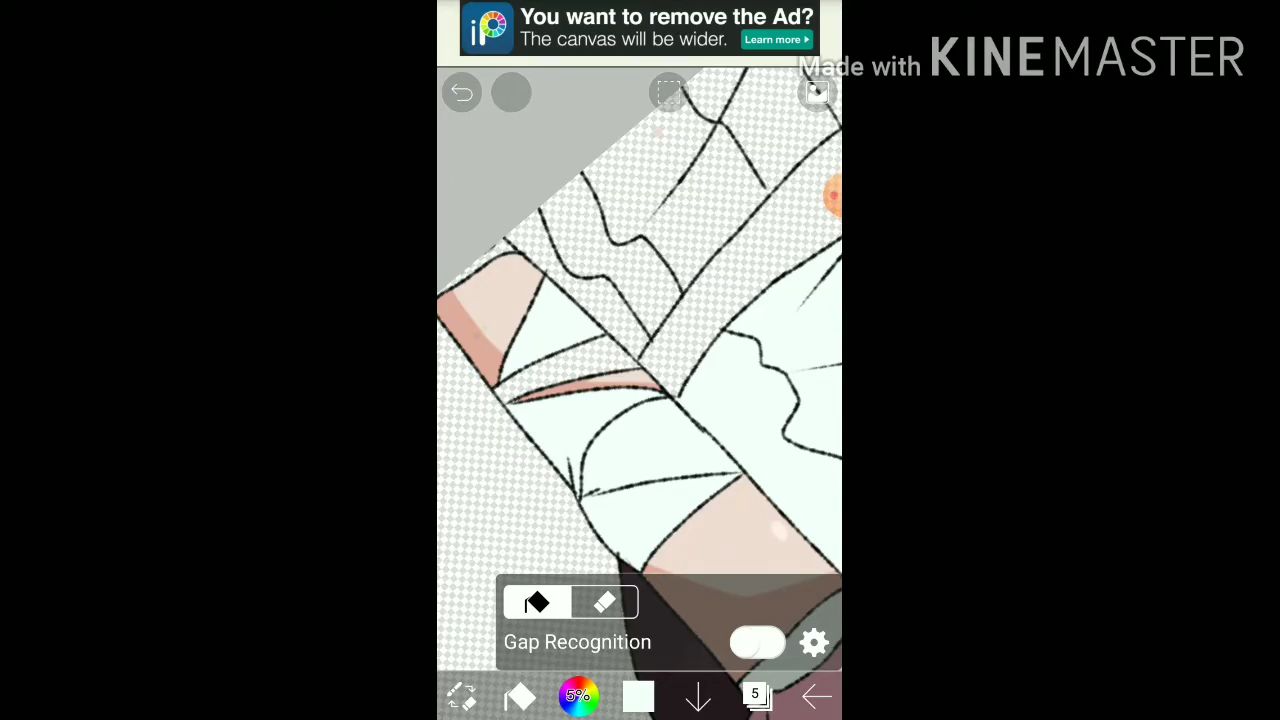 iP
You want to remove the Ad?
The canvas will be wider.
Learn more
Made with KINEMASTER
Gap Recognition
5%
5